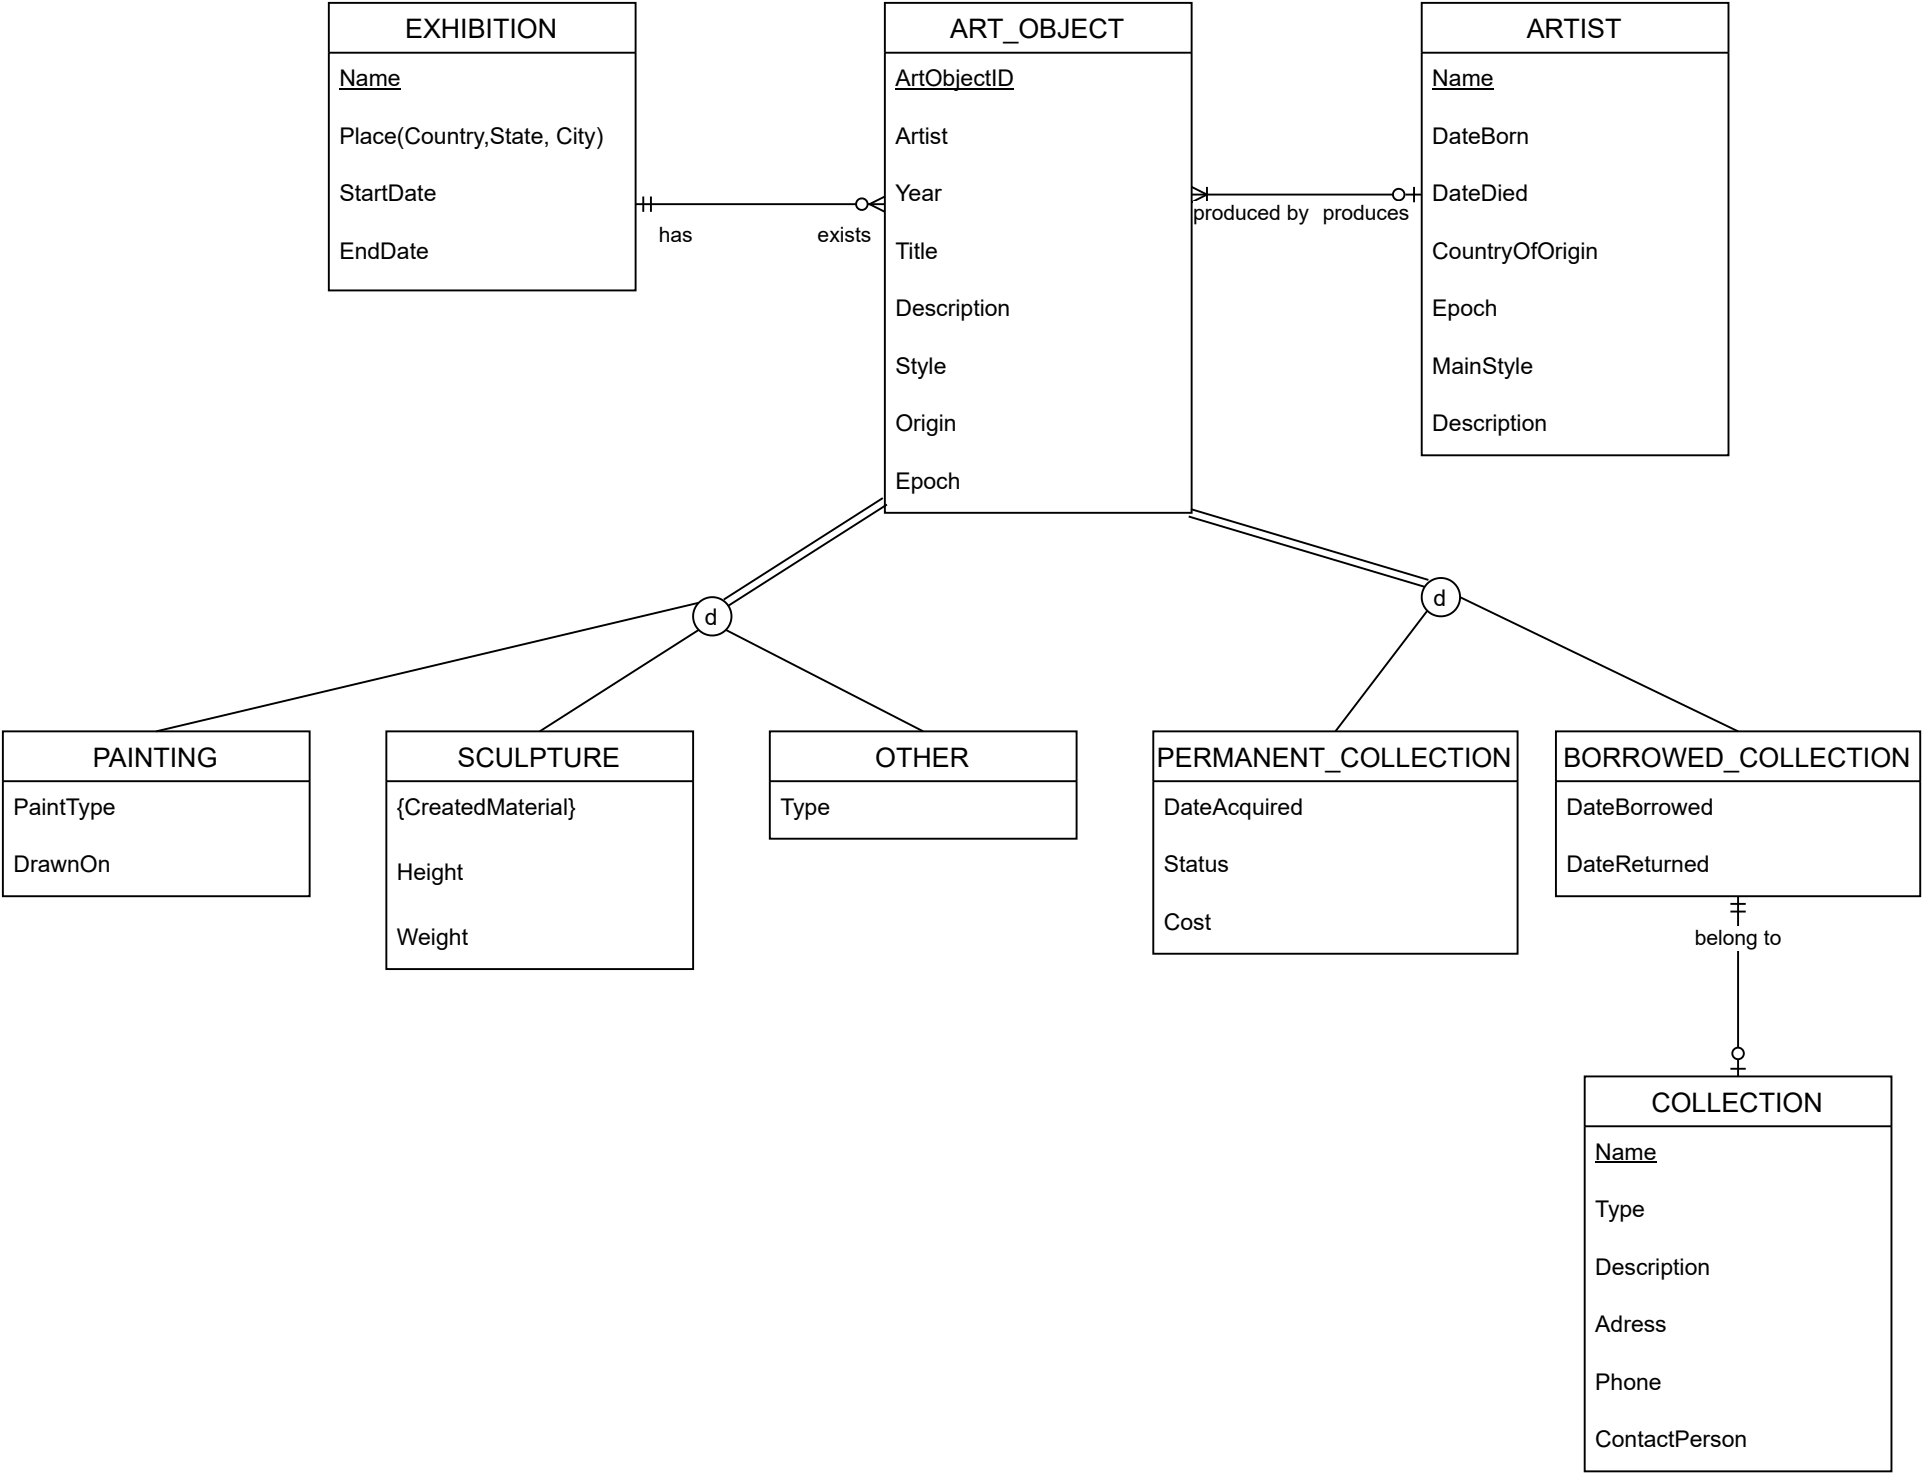 EXHIBITION
Name
Place(Country,State, City)
StartDate
EndDate
has
exists
ART_OBJECT
ArtObjectID
Artist
Year
Title
Description
Style
Origin
Epoch
produced by
produces
ARTIST
Name
DateBorn
DateDied
CountryOfOrigin
Epoch
MainStyle
Description
d
d
PAINTING
PaintType
DrawnOn
SCULPTURE
{CreatedMaterial}
Height
Weight
OTHER
Type
PERMANENT_COLLECTION
DateAcquired
Status
Cost
BORROWED_COLLECTION
DateBorrowed
DateReturned
belong to
COLLECTION
Name
Type
Description
Adress
Phone
ContactPerson